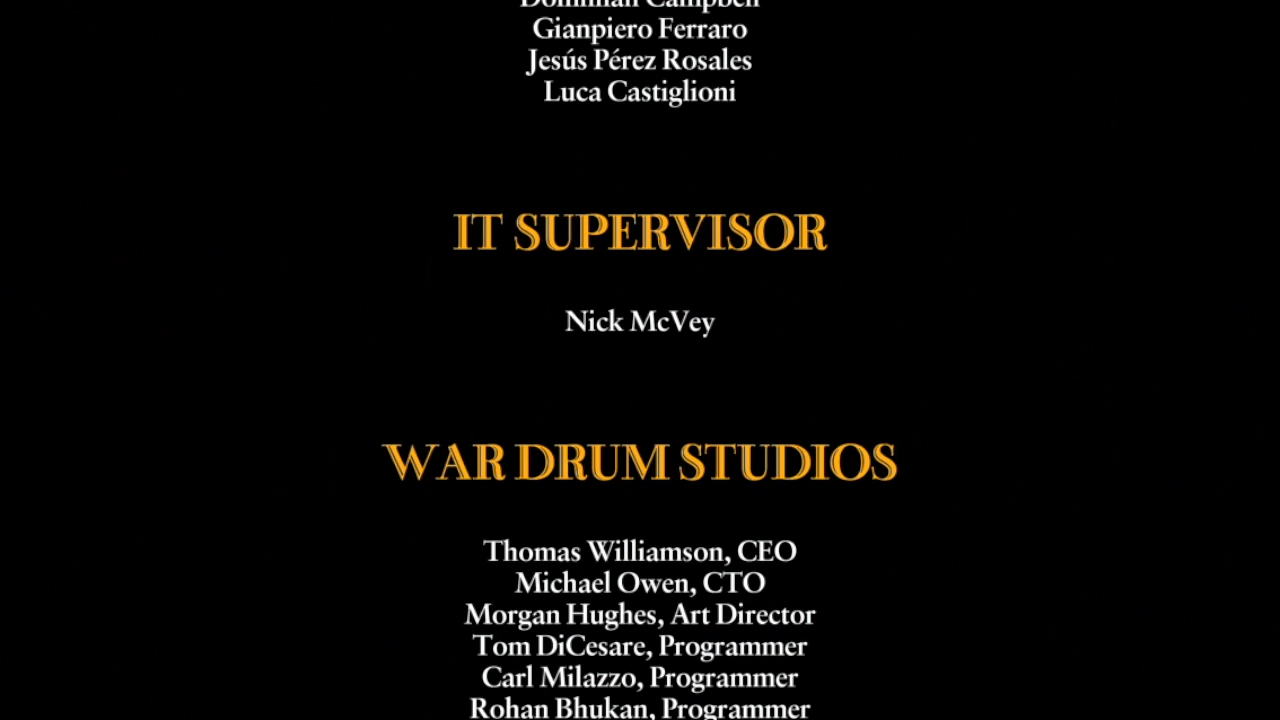 Campbell
Gianpiero Ferraro
Jesús Pérez Rosales
Luca Castiglioni
IT SUPERVISOR
Nick McVey
WAR DRUM STUDIOS
Thomas Williamson, CEO
Michael Owen, CTO
Morgan Hughes, Art Director
Tom DiCesare, Programmer
Carl Milazzo, Programmer
Rohan Bhukan, Programmer